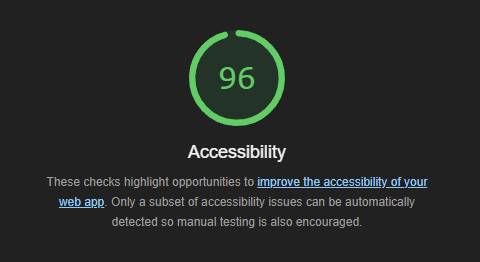 96
Accessibility
These checks highlight opportunities to improve the accessibility of your
web app. Only a subset of accessibility issues can be automatically
detected so manual testing is also encouraged.